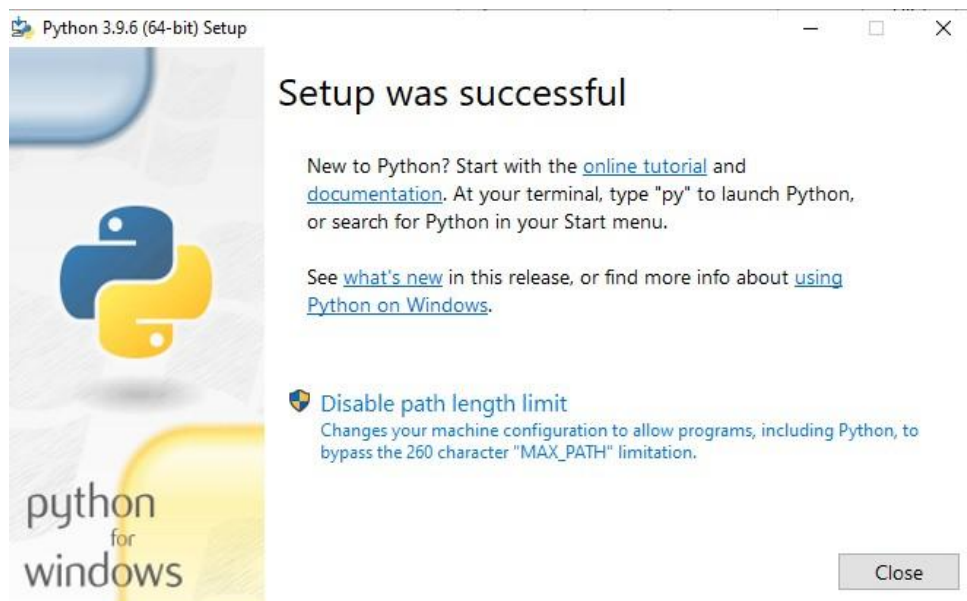 Python 3.9.6 (64-bit) Setup
Setup was successful
New to Python? Start with the online tutorial and
documentation. At your terminal, type "py" to launch Python,
or search for Python in your Start menu.
See what's new in this release, or find more info about using
Python on Windows.
Disable path length limit
Changes your machine configuration to allow programs, including Python, to
bypass the 260 character "MAX_PATH" limitation.
python
for
windows
Close